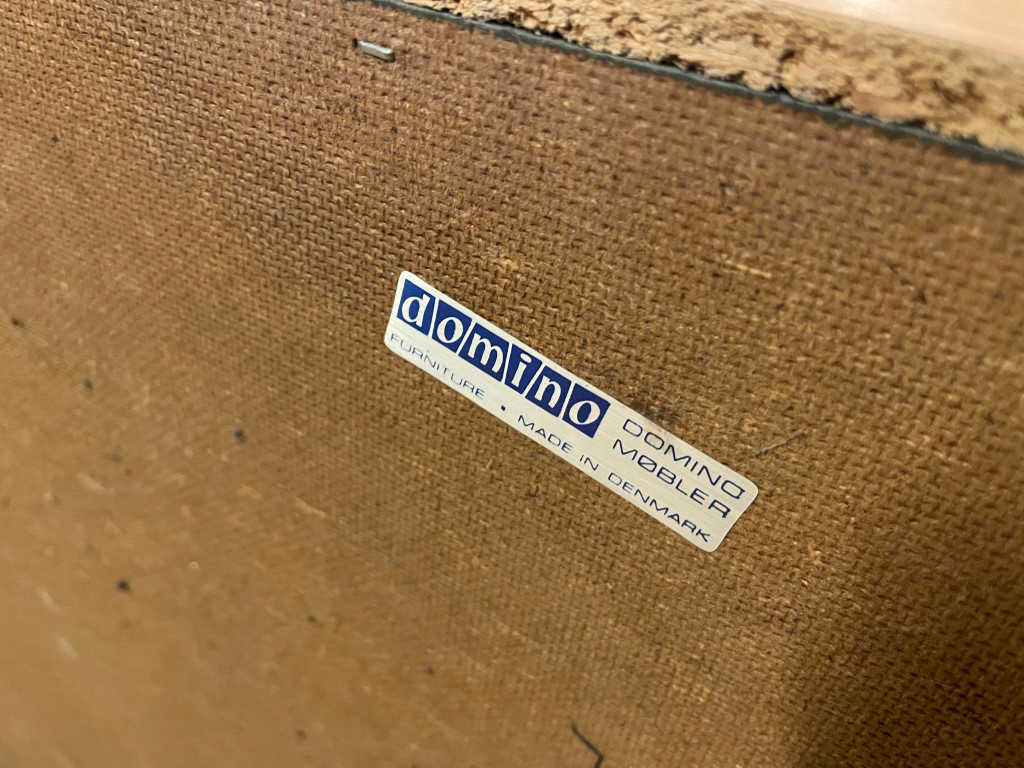 domino
DOMINO
MØBLER
FURNITURE • MADE IN DENMARK